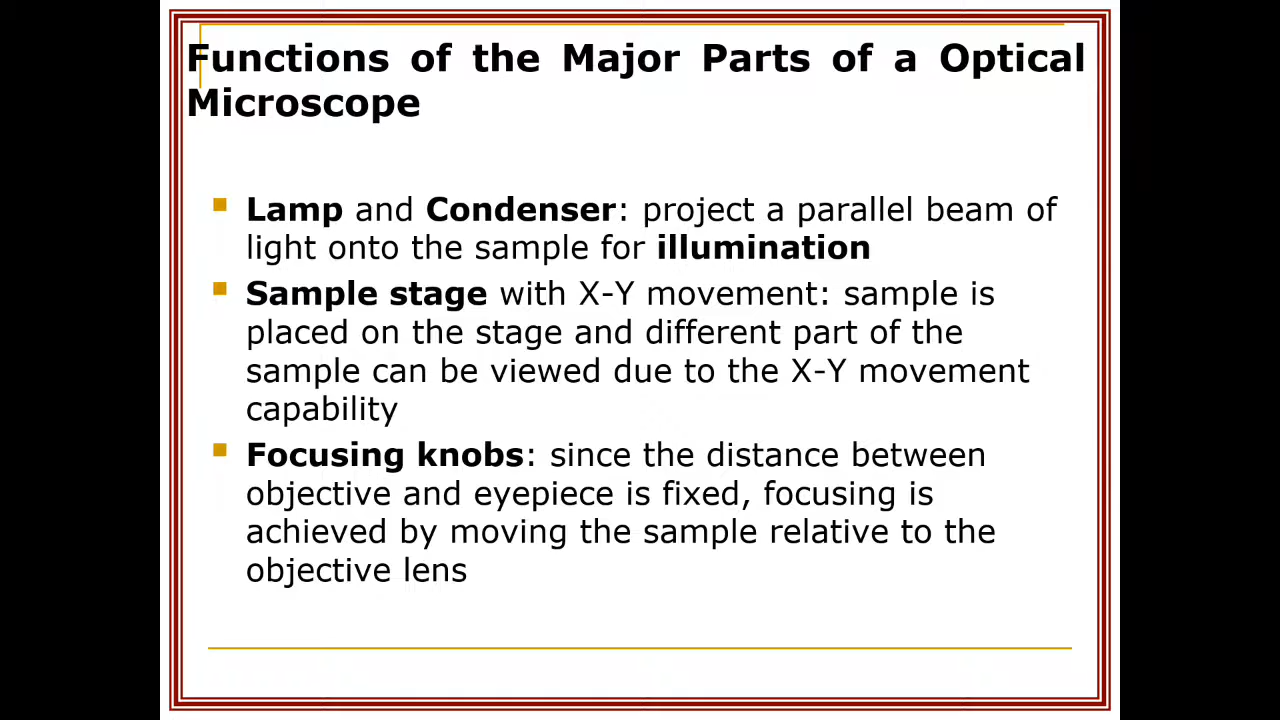 Functions of the Major Parts of a Optical
Microscope
Lamp and Condenser: project a parallel beam of
light onto the sample for illumination
Sample stage with X-Y movement: sample is
placed on the stage and different part of the
sample can be viewed due to the X-Y movement
capability
Focusing knobs: since the distance between
objective and eyepiece is fixed, focusing is
achieved by moving the sample relative to the
objective lens